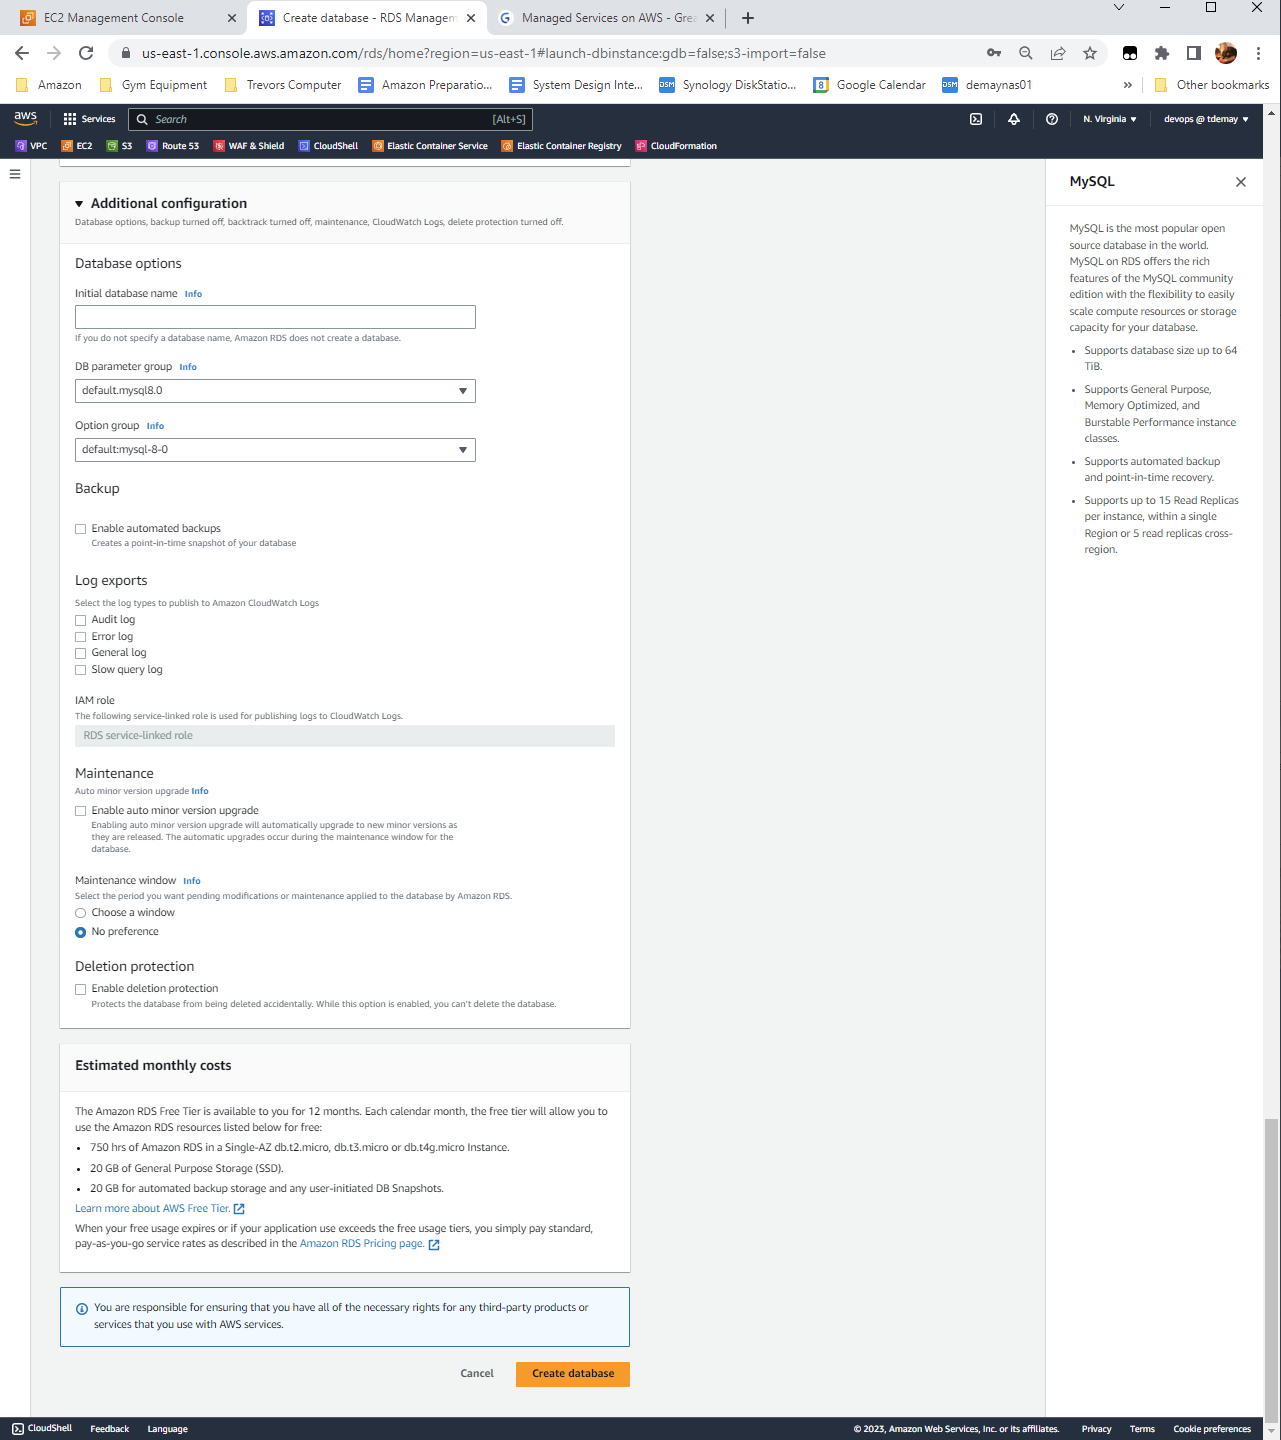 EC2 Management Console
Create database - RDS Managem
Managed Services on AWS - Grea
us-east-1.console.aws.amazon.com/rds/home?region=us-east-1#launch-dbinstance:gdb=false;s3-import=false
Amazon
Gym Equipment
Trevors Computer
Amazon Preparatio...
System Design Inte...
Synology DiskStatio...
Google Calendar
demaynas01
»
Other bookmarks
aws
Services
Search
[Alt+S]
N. Virginia
devops @ tdemay
VPC
EC2
S3
Route 53
WAF & Shield
CloudShell
Elastic Container Service
Elastic Container Registry
CloudFormation
Additional configuration
Database options, backup turned off, backtrack turned off, maintenance, CloudWatch Logs, delete protection turned off.
Database options
Initial database name Info
If you do not specify a database name, Amazon RDS does not create a database.
DB parameter group Info
default.mysql8.0
Option group Info
default:mysql-8-0
Backup
Enable automated backups
Creates a point-in-time snapshot of your database
Log exports
Select the log types to publish to Amazon CloudWatch Logs
Audit log
Error log
General log
Slow query log
IAM role
The following service-linked role is used for publishing logs to CloudWatch Logs.
RDS service-linked role
Maintenance
Auto minor version upgrade Info
Enable auto minor version upgrade
Enabling auto minor version upgrade will automatically upgrade to new minor versions as
they are released. The automatic upgrades occur during the maintenance window for the
database.
Maintenance window Info
Select the period you want pending modifications or maintenance applied to the database by Amazon RDS.
Choose a window
No preference
Deletion protection
Enable deletion protection
Protects the database from being deleted accidentally. While this option is enabled, you can't delete the database.
Estimated monthly costs
The Amazon RDS Free Tier is available to you for 12 months. Each calendar month, the free tier will allow you to
use the Amazon RDS resources listed below for free:
• 750 hrs of Amazon RDS in a Single-AZ db.t2.micro, db.t3.micro or db.t4g.micro Instance.
• 20 GB of General Purpose Storage (SSD).
• 20 GB for automated backup storage and any user-initiated DB Snapshots.
Learn more about AWS Free Tier.
When your free usage expires or if your application use exceeds the free usage tiers, you simply pay standard,
pay-as-you-go service rates as described in the Amazon RDS Pricing page.
You are responsible for ensuring that you have all of the necessary rights for any third-party products or
services that you use with AWS services.
Cancel
Create database
MySQL
MySQL is the most popular open
source database in the world.
MySQL on RDS offers the rich
features of the MySQL community
edition with the flexibility to easily
scale compute resources or storage
capacity for your database.
• Supports database size up to 64
TiB.
• Supports General Purpose,
Memory Optimized, and
Burstable Performance instance
classes.
• Supports automated backup
and point-in-time recovery.
• Supports up to 15 Read Replicas
per instance, within a single
Region or 5 read replicas cross-
region.
CloudShell
Feedback
Language
© 2023, Amazon Web Services, Inc. or its affiliates.
Privacy
Terms
Cookie preferences